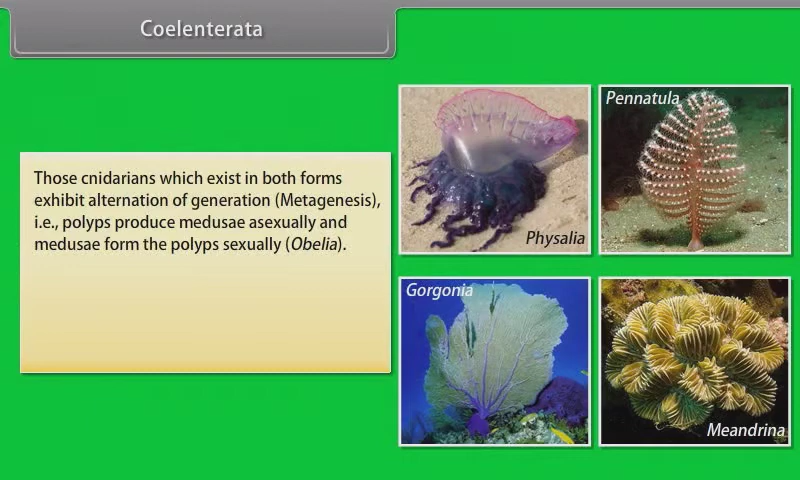 Coelenterata
Those cnidarians which exist in both forms
exhibit alternation of generation (Metagenesis),
i.e., polyps produce medusae asexually and
medusae form the polyps sexually (Obelia).
Physalia
Pennatula
Gorgonia
Meandrina